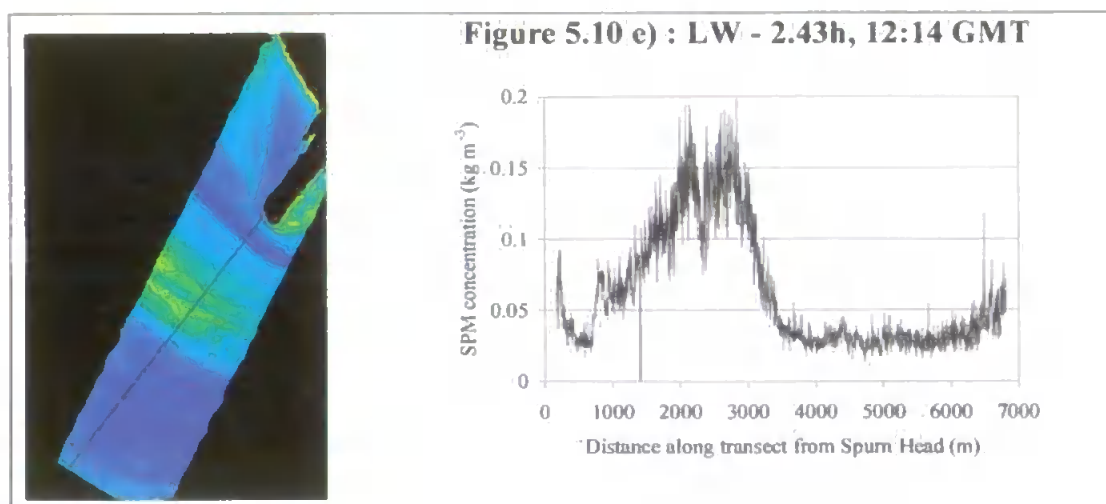 Figure 5.10 e) : LW - 2.43h, 12:14 GMT
SPM concentration (kg m⁻³)
0.2
0.15
0.1
0.05
0
0 1000 2000 3000 4000 5000 6000 7000
Distance along transect from Spurn Head (m)